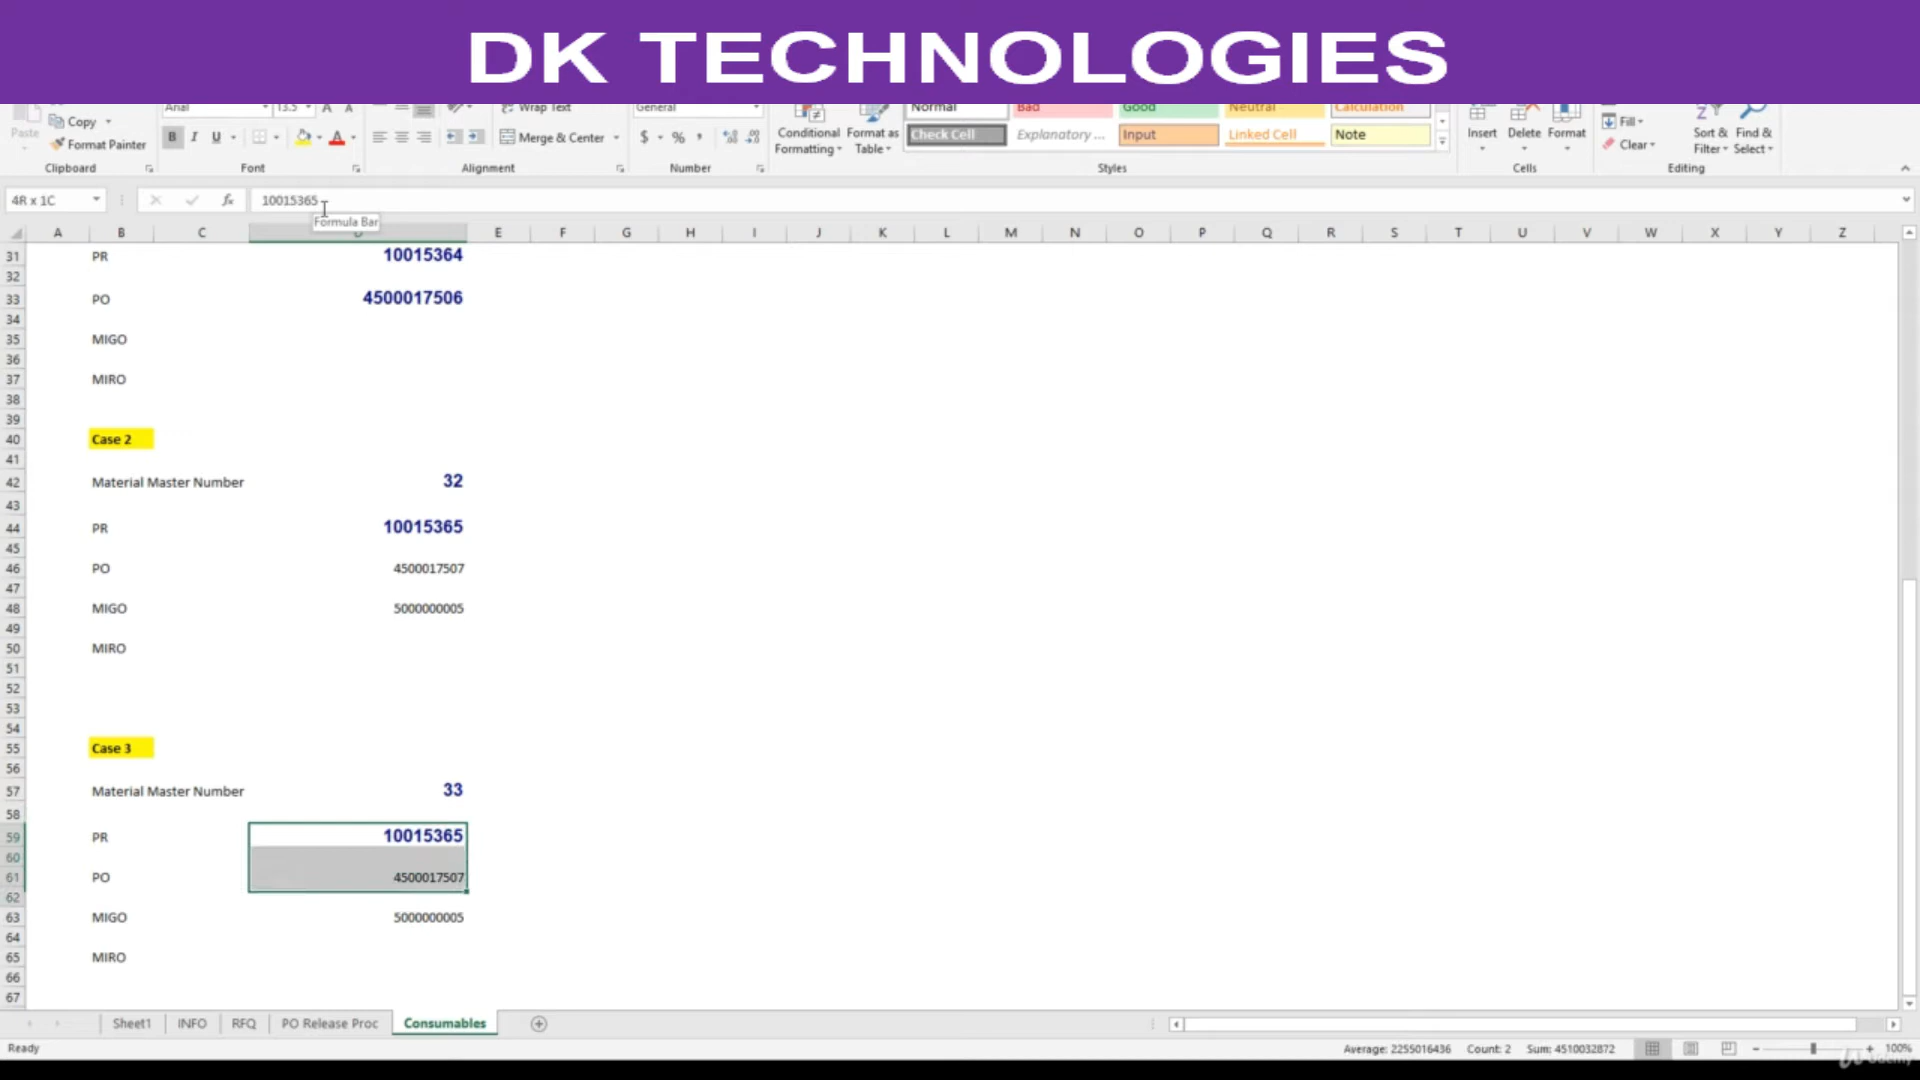 DK TECHNOLOGIES
Arial 13.5 A A Wrap Text General Normal Bad Good Neutral Calculation
Paste Copy B I U A Merge & Center $ % , Conditional Formatting Format as Table Check Cell Explanatory ... Input Linked Cell Note Insert Delete Format Fill Sort & Filter Find & Select
Format Painter Clear
Clipboard Font Alignment Number Styles Cells Editing
4R x 1C fx 10015365
Formula Bar
A B C D E F G H I J K L M N O P Q R S T U V W X Y Z
31 PR 10015364
32
33 PO 4500017506
34
35 MIGO
36
37 MIRO
38
39
40 Case 2
41
42 Material Master Number 32
43
44 PR 10015365
45
46 PO 4500017507
47
48 MIGO 5000000005
49
50 MIRO
51
52
53
54
55 Case 3
56
57 Material Master Number 33
58
59 PR 10015365
60
61 PO 4500017507
62
63 MIGO 5000000005
64
65 MIRO
66
67
Sheet1 INFO RFQ PO Release Proc Consumables
Ready Average: 2255016436 Count: 2 Sum: 4510032872 100%
Udemy